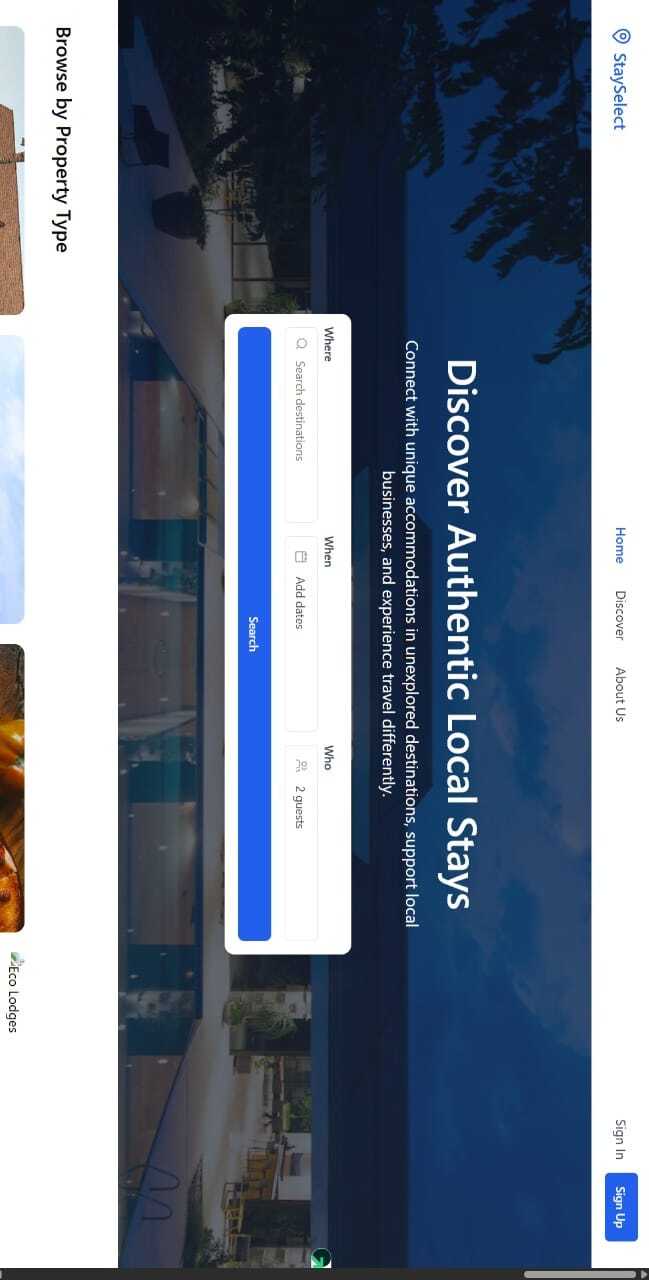 StaySelect
Home
Discover
About Us
Sign In
Sign Up
Discover Authentic Local Stays
Connect with unique accommodations in unexplored destinations, support local
businesses, and experience travel differently.
Where
When
Who
Search destinations
Add dates
2 guests
Search
Browse by Property Type
Eco Lodges